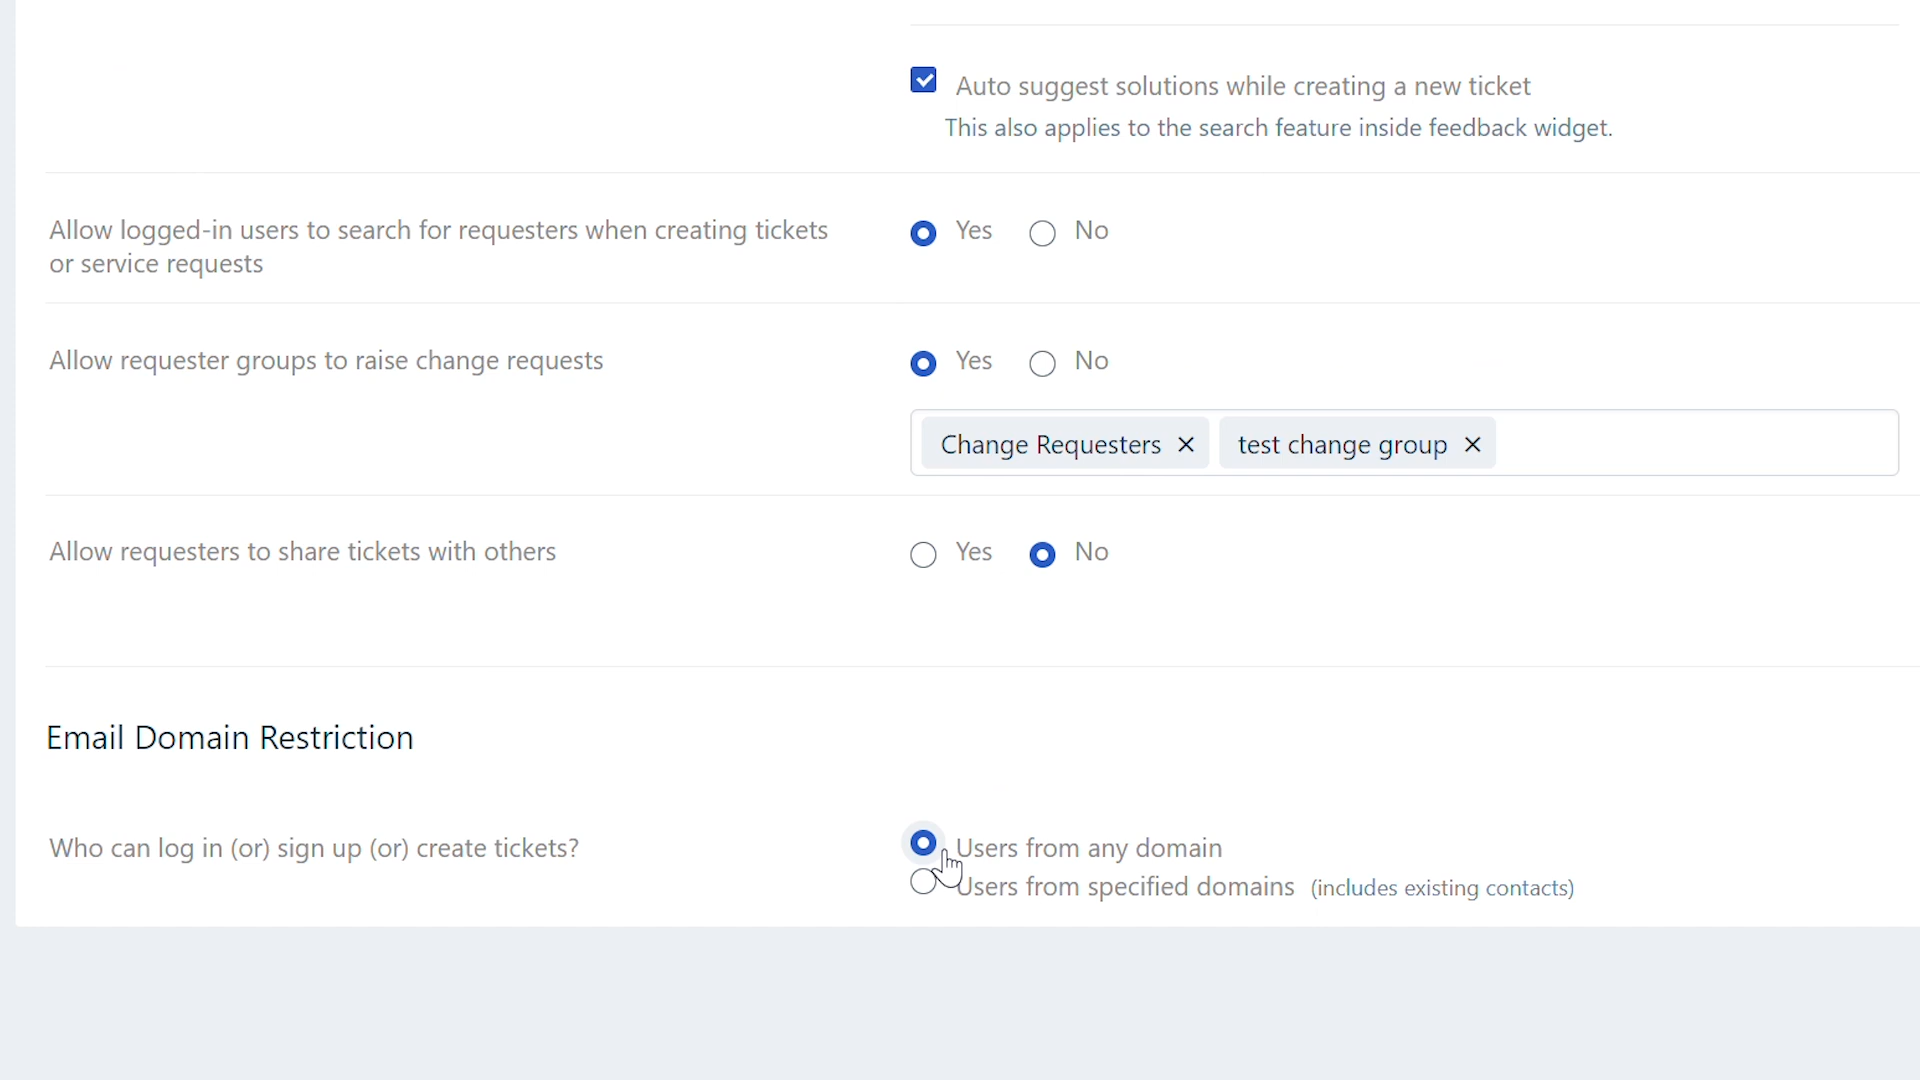 Auto suggest solutions while creating a new ticket
This also applies to the search feature inside feedback widget.
Allow logged-in users to search for requesters when creating tickets
or service requests
Yes No
Allow requester groups to raise change requests
Yes No
Change Requesters × test change group ×
Allow requesters to share tickets with others
Yes No
Email Domain Restriction
Who can log in (or) sign up (or) create tickets?
Users from any domain
Users from specified domains (includes existing contacts)